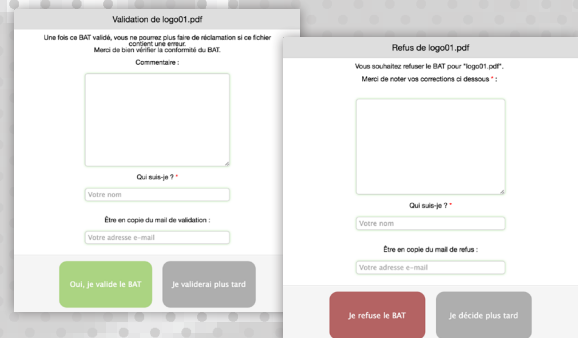 Validation de logo01.pdf
Une fois ce BAT validé, vous ne pourrez plus faire de réclamation si ce fichier
contient une erreur.
Merci de bien vérifier la conformité du BAT.
Commentaire :
Qui suis-je ? *
Votre nom
Être en copie du mail de validation :
Votre adresse e-mail
Oui, je valide le BAT
Je validerai plus tard
Refus de logo01.pdf
Vous souhaitez refuser le BAT pour "logo01.pdf".
Merci de noter vos corrections ci dessous * :
Qui suis-je ? *
Votre nom
Être en copie du mail de refus :
Votre adresse e-mail
Je refuse le BAT
Je décide plus tard